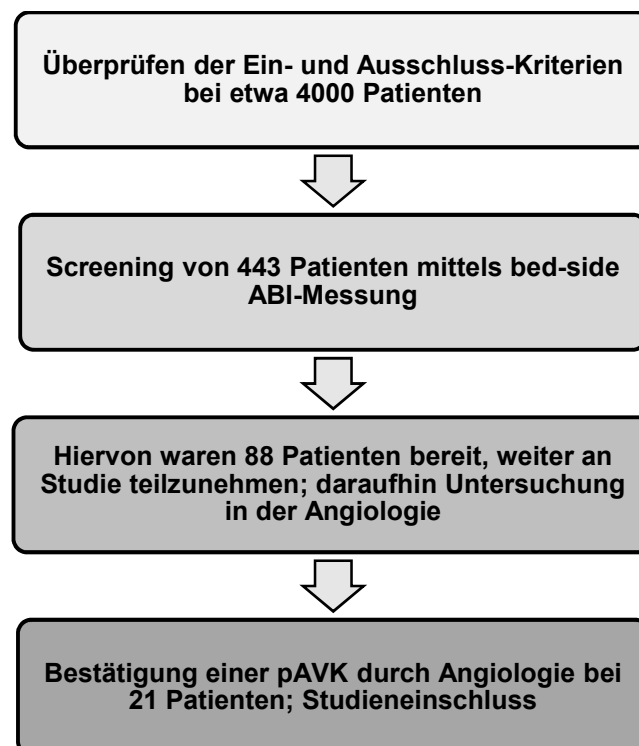 Überprüfen der Ein- und Ausschluss-Kriterien
bei etwa 4000 Patienten
Screening von 443 Patienten mittels bed-side
ABI-Messung
Hiervon waren 88 Patienten bereit, weiter an
Studie teilzunehmen; daraufhin Untersuchung
in der Angiologie
Bestätigung einer pAVK durch Angiologie bei
21 Patienten; Studieneinschluss